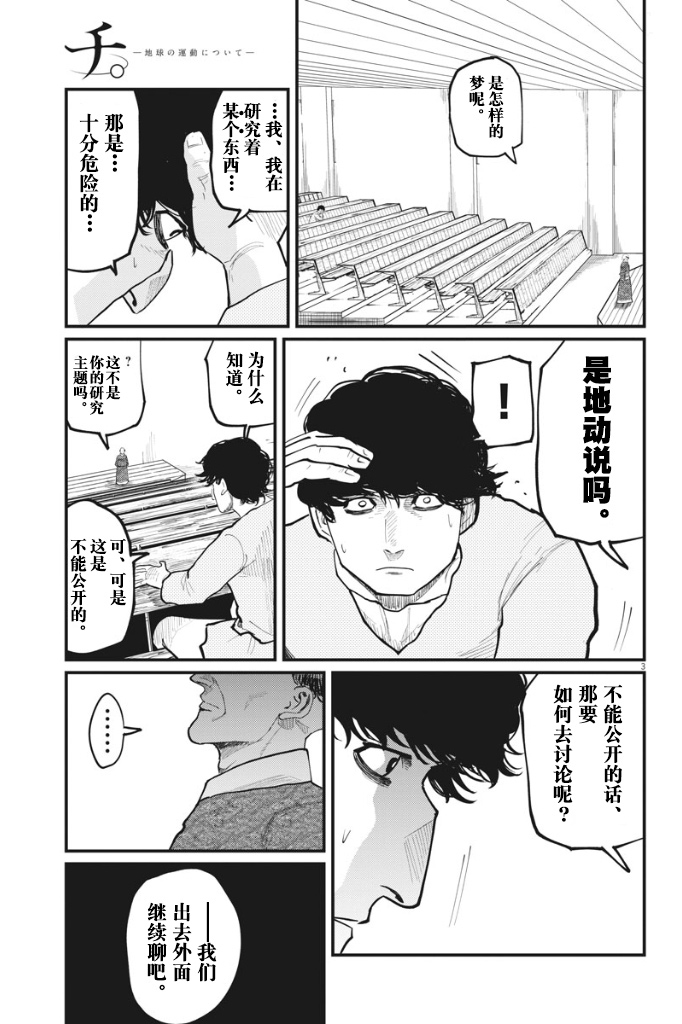 千。
―地球の運動について―
是怎样的
梦呢。
…我、我在
研究着
某个东西…
那是…
十分危险的…
是地动说吗。
！
为什么
知道。
?
这不是
你的研究
主题吗。
可、可是
这是
不能公开的。
3
不能公开的话、
那要
如何去讨论呢？
……
——我们
出去外面
继续聊吧。